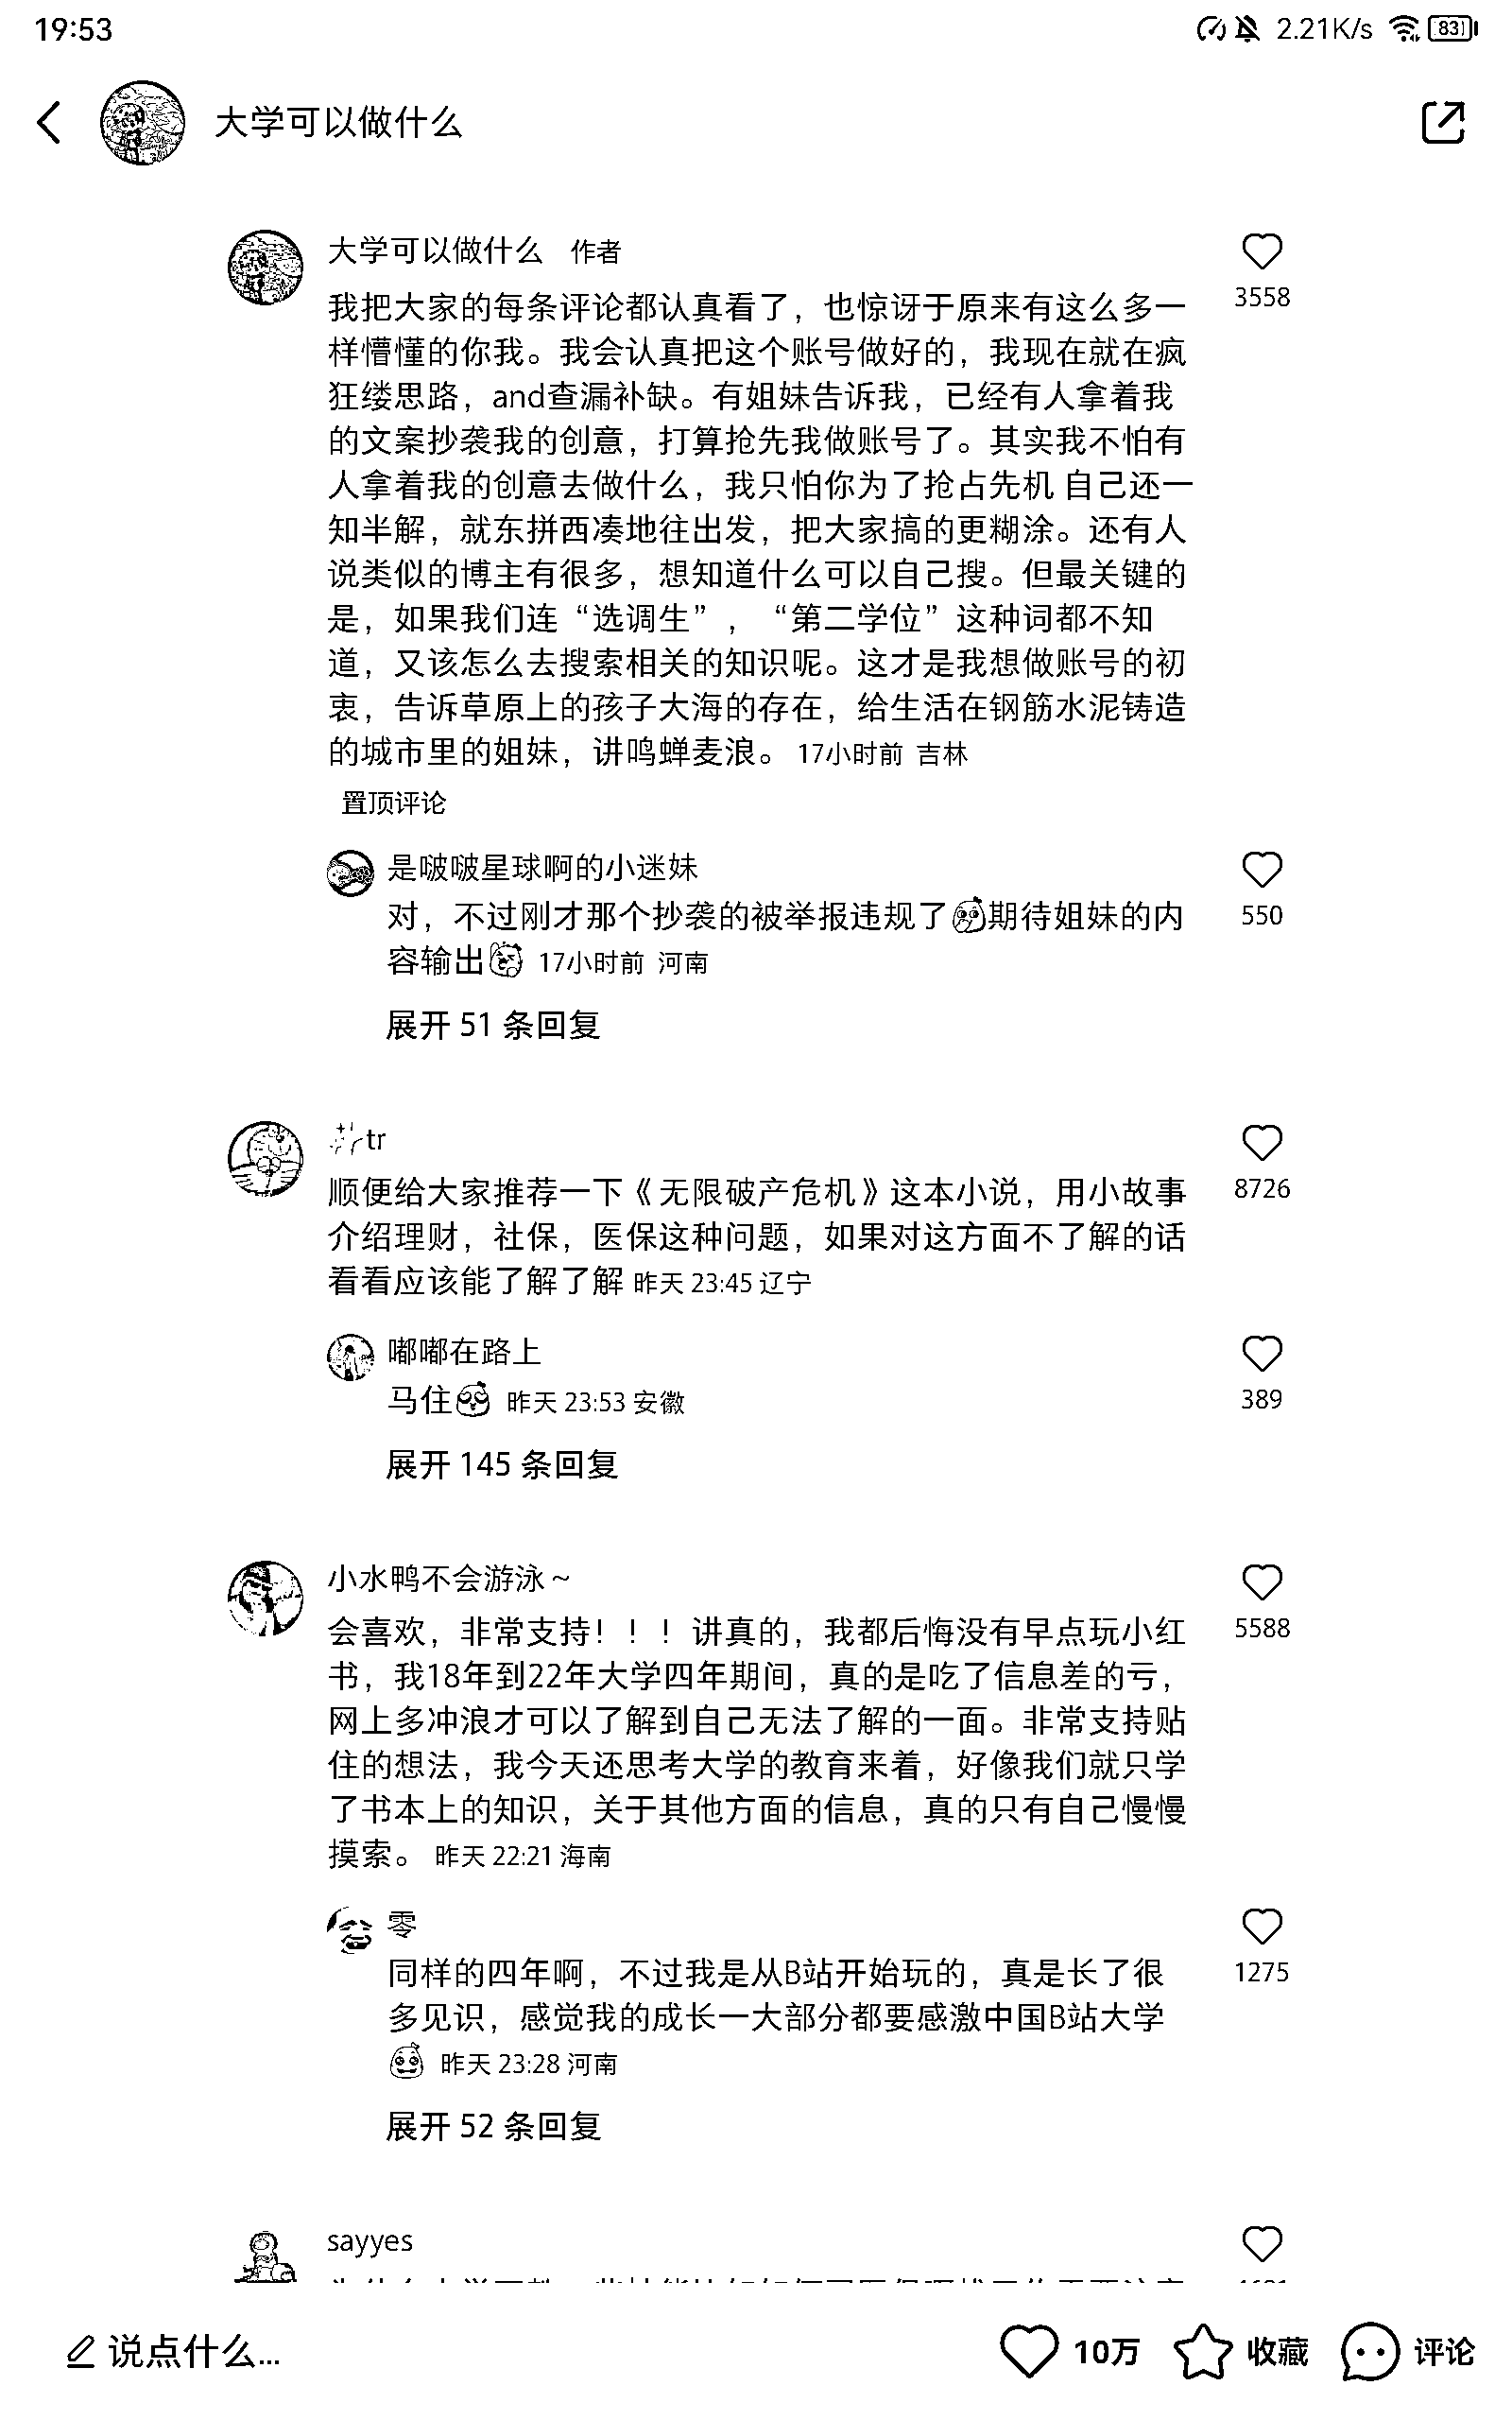 19:53
2.21K/s 83
大学可以做什么
大学可以做什么 作者
我把大家的每条评论都认真看了，也惊讶于原来有这么多一
3558
样懵懂的你我。我会认真把这个账号做好的，我现在就在疯
狂缕思路，and查漏补缺。有姐妹告诉我，已经有人拿着我
的文案抄袭我的创意，打算抢先我做账号了。其实我不怕有
人拿着我的创意去做什么，我只怕你为了抢占先机 自己还一
知半解，就东拼西凑地往出发，把大家搞的更糊涂。还有人
说类似的博主有很多，想知道什么可以自己搜。但最关键的
是，如果我们连“选调生”，“第二学位”这种词都不知
道，又该怎么去搜索相关的知识呢。这才是我想做账号的初
衷，告诉草原上的孩子大海的存在，给生活在钢筋水泥铸造
的城市里的姐妹，讲鸣蝉麦浪。 17小时前 吉林
置顶评论
是啵啵星球啊的小迷妹
对，不过刚才那个抄袭的被举报违规了期待姐妹的内
550
容输出 17小时前 河南
展开 51 条回复
tr
顺便给大家推荐一下《无限破产危机》这本小说，用小故事
8726
介绍理财，社保，医保这种问题，如果对这方面不了解的话
看看应该能了解了解 昨天 23:45 辽宁
嘟嘟在路上
马住 昨天 23:53 安徽
389
展开 145 条回复
小水鸭不会游泳～
会喜欢，非常支持！！！讲真的，我都后悔没有早点玩小红
5588
书，我18年到22年大学四年期间，真的是吃了信息差的亏，
网上多冲浪才可以了解到自己无法了解的一面。非常支持贴
住的想法，我今天还思考大学的教育来着，好像我们就只学
了书本上的知识，关于其他方面的信息，真的只有自己慢慢
摸索。 昨天 22:21 海南
零
同样的四年啊，不过我是从B站开始玩的，真是长了很
1275
多见识，感觉我的成长一大部分都要感激中国B站大学
昨天 23:28 河南
展开 52 条回复
sayyes
说点什么...
10万 收藏 评论